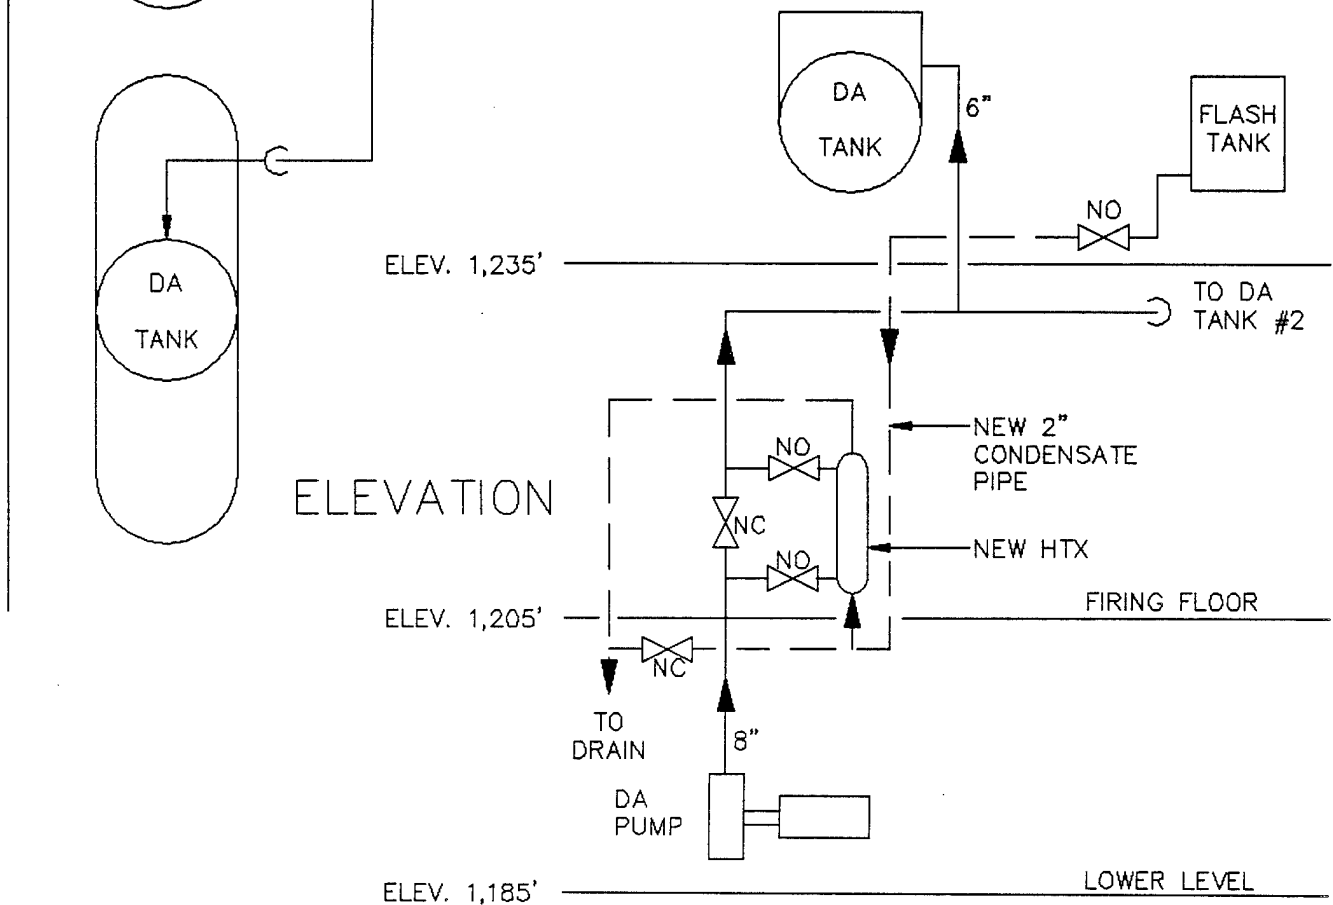 DA
TANK
6"
FLASH
TANK
NO
ELEV. 1,235'
DA
TANK
TO DA
TANK #2
NEW 2"
CONDENSATE
PIPE
NO
ELEVATION
NC
NEW HTX
NO
FIRING FLOOR
ELEV. 1,205'
NC
TO
DRAIN
8"
DA
PUMP
LOWER LEVEL
ELEV. 1,185'